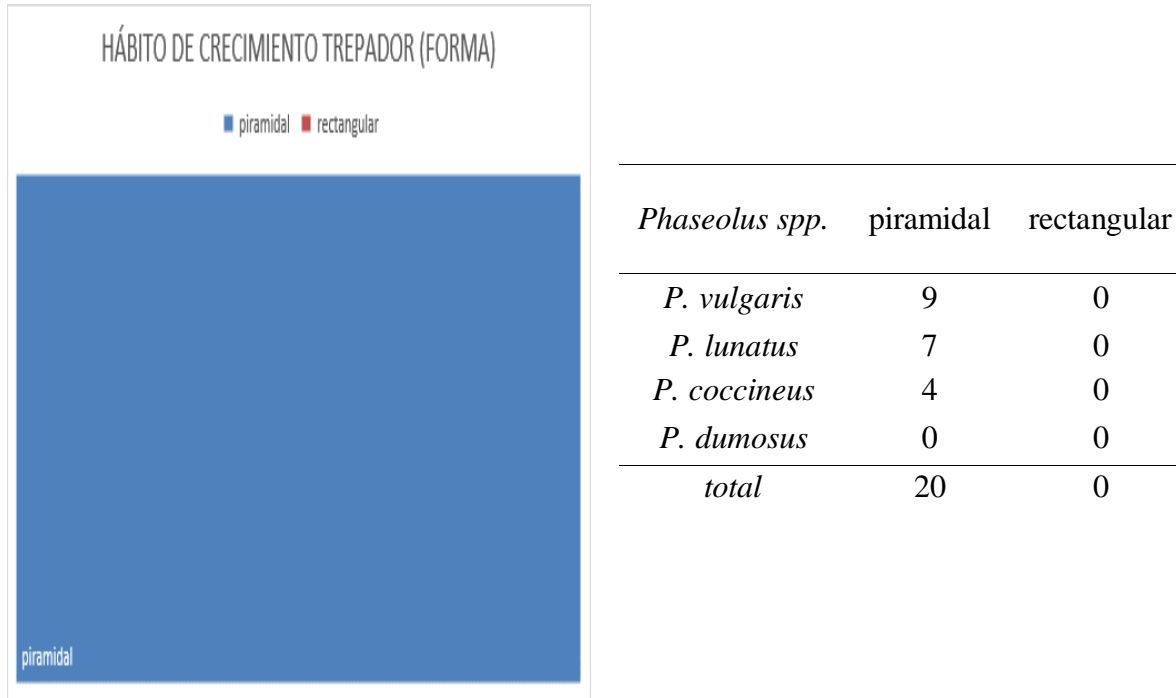 HÁBITO DE CRECIMIENTO TREPADOR (FORMA)
piramidal rectangular
piramidal
Phaseolus spp. piramidal rectangular
P. vulgaris 9 0
P. lunatus 7 0
P. coccineus 4 0
P. dumosus 0 0
total 20 0